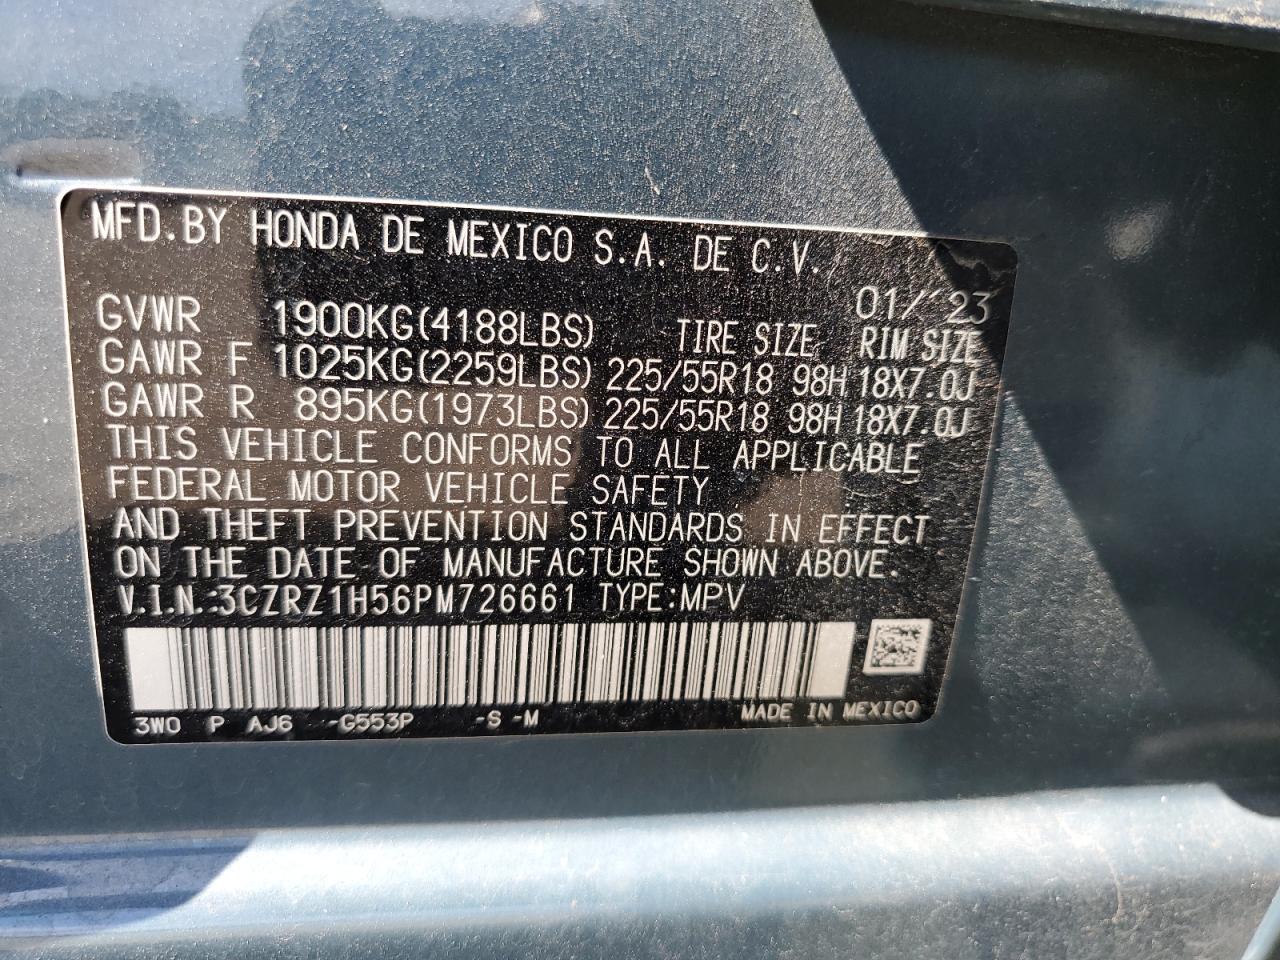 MFD.BY HONDA DE MEXICO S.A. DE C.V.
01/'23
GVWR 1900KG(4188LBS) TIRE SIZE RIM SIZE
GAWR F 1025KG(2259LBS) 225/55R18 98H 18X7.0J
GAWR R 895KG(1973LBS) 225/55R18 98H 18X7.0J
THIS VEHICLE CONFORMS TO ALL APPLICABLE
FEDERAL MOTOR VEHICLE SAFETY
AND THEFT PREVENTION STANDARDS IN EFFECT
ON THE DATE OF MANUFACTURE SHOWN ABOVE.
V.I.N.:3CZRZ1H56PM726661 TYPE:MPV
3W0 P AJ6 -G553P -S -M MADE IN MEXICO